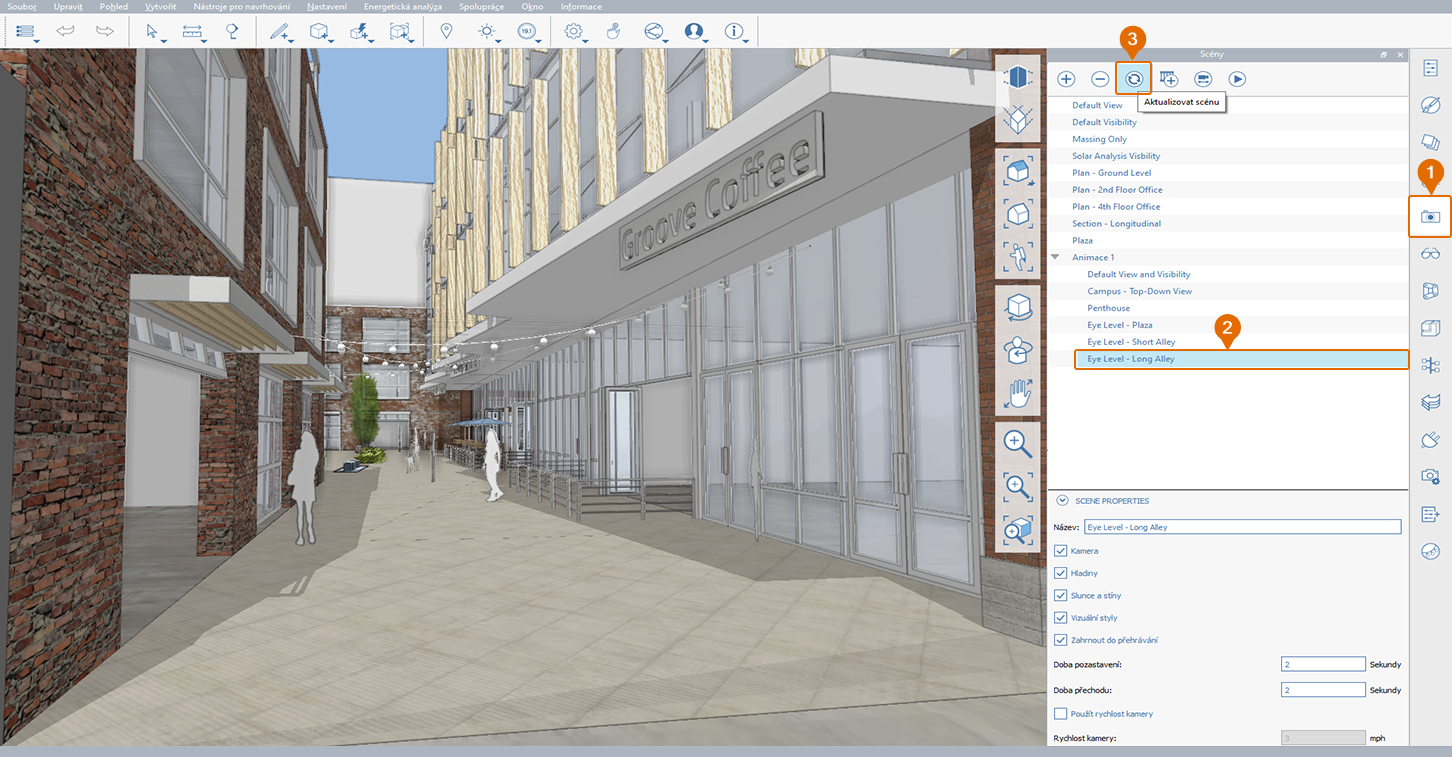 Soubor Upravit Pohled Vytvořit Nástroje pro navrhování Nastavení Energetická analýza Spolupráce Okno Informace
193
3
Scény
Aktualizovat scénu
Default View
Default Visibility
Massing Only
Solar Analysis Visbility
Plan - Ground Level
Plan - 2nd Floor Office
Plan - 4th Floor Office
Section - Longitudinal
Plaza
Animace 1
Default View and Visibility
Campus - Top-Down View
Penthouse
Eye Level - Plaza
Eye Level - Short Alley
Eye Level - Long Alley
1
2
Groove Coffee
SCENE PROPERTIES
Název: Eye Level - Long Alley
Kamera
Hladiny
Slunce a stíny
Vizuální styly
Zahrnout do přehrávání
Doba pozastavení: 2 Sekundy
Doba přechodu: 2 Sekundy
Použít rychlost kamery
Rychlost kamery: 3 mph